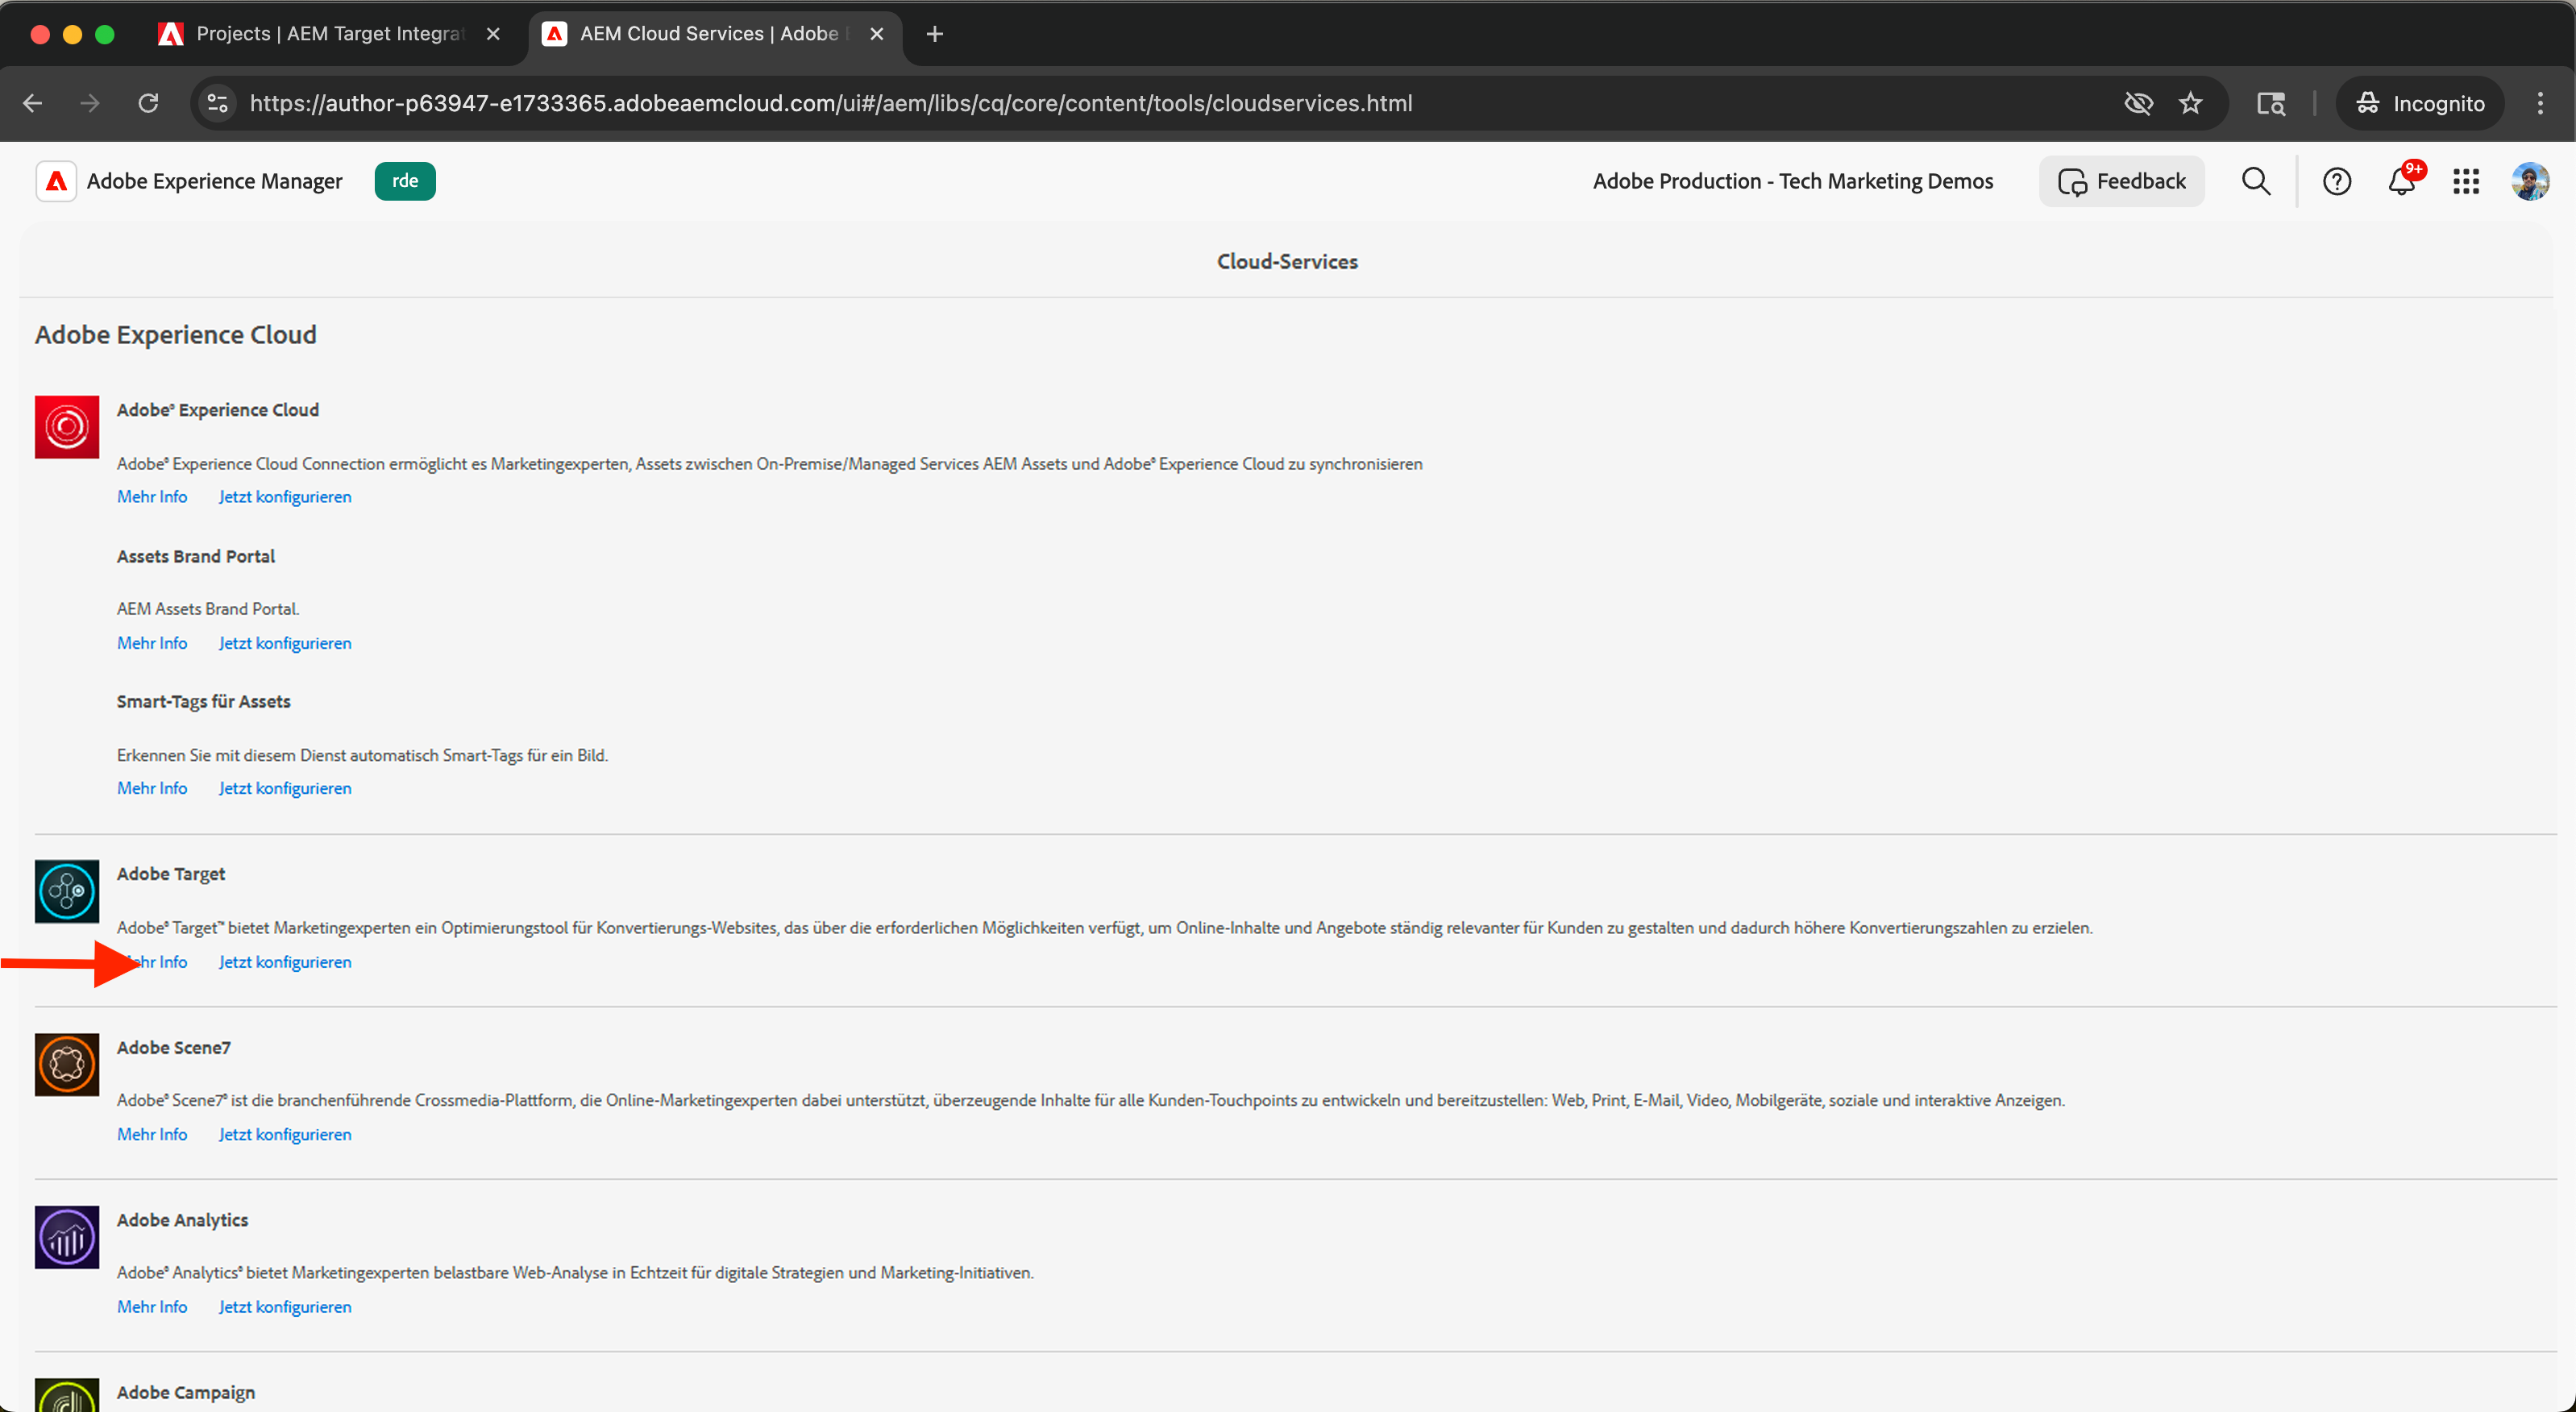 Projects | AEM Target Integrat
AEM Cloud Services | Adobe
https://author-p63947-e1733365.adobeaemcloud.com/ui#/aem/libs/cq/core/content/tools/cloudservices.html
Incognito
Adobe Experience Manager
rde
Adobe Production - Tech Marketing Demos
Feedback
9+
Cloud-Services
Adobe Experience Cloud
Adobe® Experience Cloud
Adobe® Experience Cloud Connection ermöglicht es Marketingexperten, Assets zwischen On-Premise/Managed Services AEM Assets und Adobe® Experience Cloud zu synchronisieren
Mehr Info Jetzt konfigurieren
Assets Brand Portal
AEM Assets Brand Portal.
Mehr Info Jetzt konfigurieren
Smart-Tags für Assets
Erkennen Sie mit diesem Dienst automatisch Smart-Tags für ein Bild.
Mehr Info Jetzt konfigurieren
Adobe Target
Adobe® Target™ bietet Marketingexperten ein Optimierungstool für Konvertierungs-Websites, das über die erforderlichen Möglichkeiten verfügt, um Online-Inhalte und Angebote ständig relevanter für Kunden zu gestalten und dadurch höhere Konvertierungszahlen zu erzielen.
ehr Info Jetzt konfigurieren
Adobe Scene7
Adobe® Scene7® ist die branchenführende Crossmedia-Plattform, die Online-Marketingexperten dabei unterstützt, überzeugende Inhalte für alle Kunden-Touchpoints zu entwickeln und bereitzustellen: Web, Print, E-Mail, Video, Mobilgeräte, soziale und interaktive Anzeigen.
Mehr Info Jetzt konfigurieren
Adobe Analytics
Adobe® Analytics® bietet Marketingexperten belastbare Web-Analyse in Echtzeit für digitale Strategien und Marketing-Initiativen.
Mehr Info Jetzt konfigurieren
Adobe Campaign